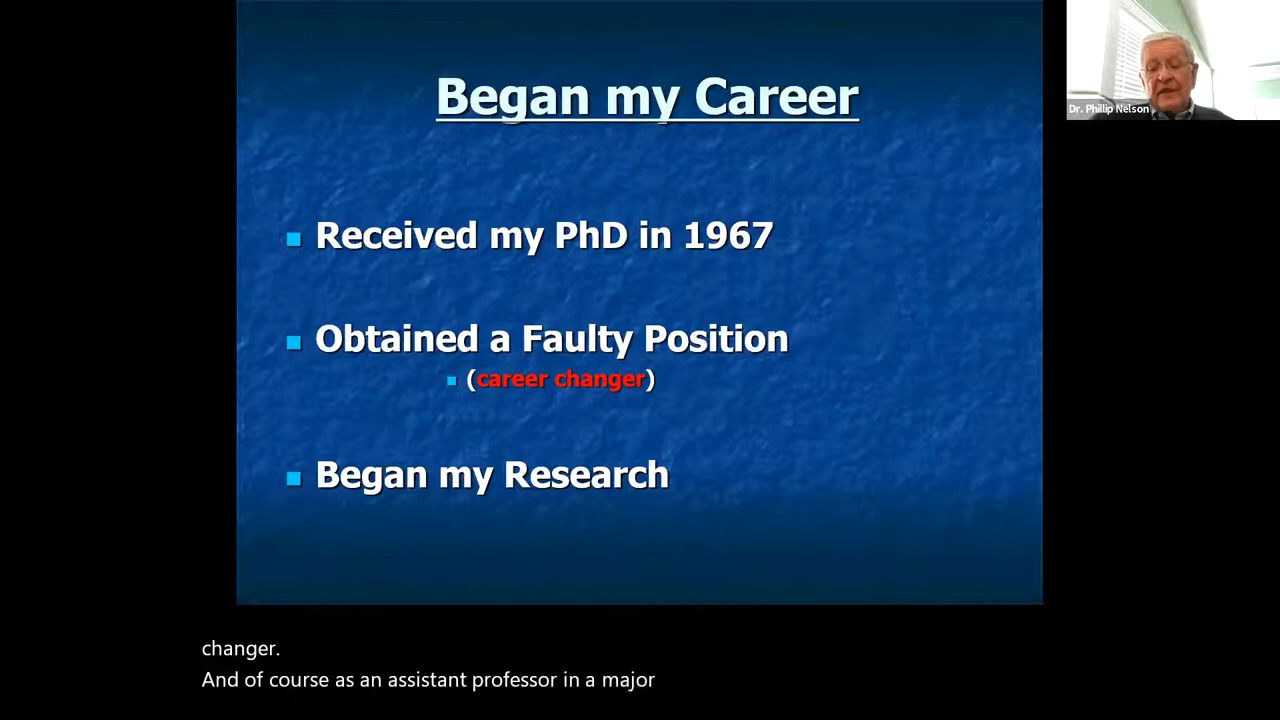 Began my Career
Received my PhD in 1967
Obtained a Faulty Position
(career changer)
Began my Research
Dr. Phillip Nelson
changer.
And of course as an assistant professor in a major